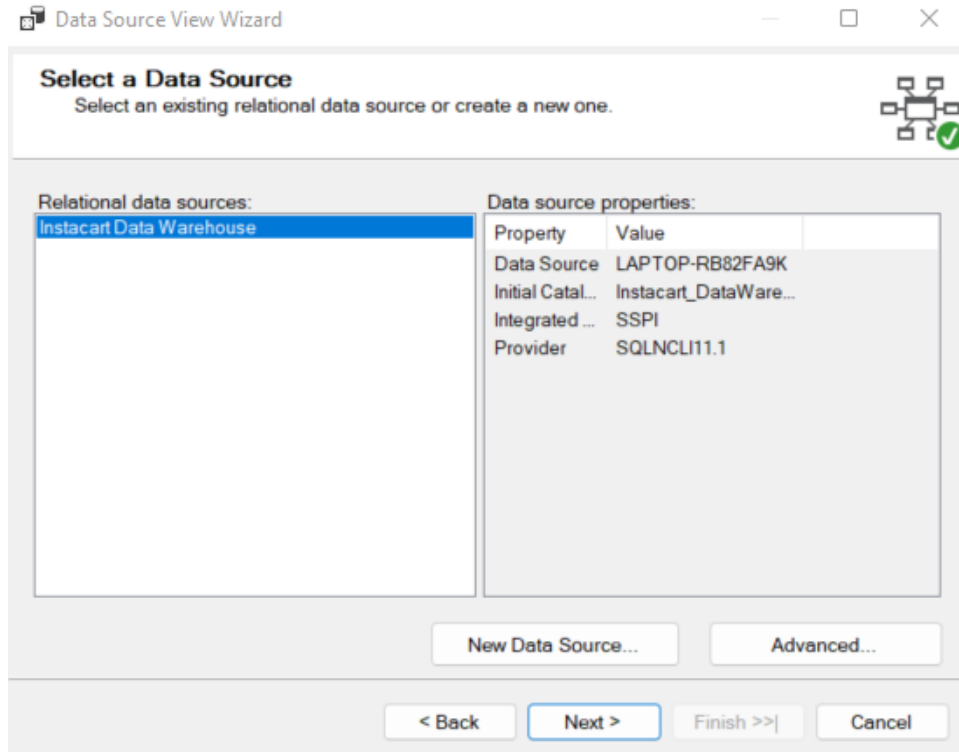 Data Source View Wizard
Select a Data Source
Select an existing relational data source or create a new one.
Relational data sources:
Instacart Data Warehouse
Data source properties:
Property Value
Data Source LAPTOP-RB82FA9K
Initial Catal... Instacart_DataWare...
Integrated ... SSPI
Provider SQLNCLI11.1
New Data Source... Advanced...
< Back Next > Finish >>| Cancel